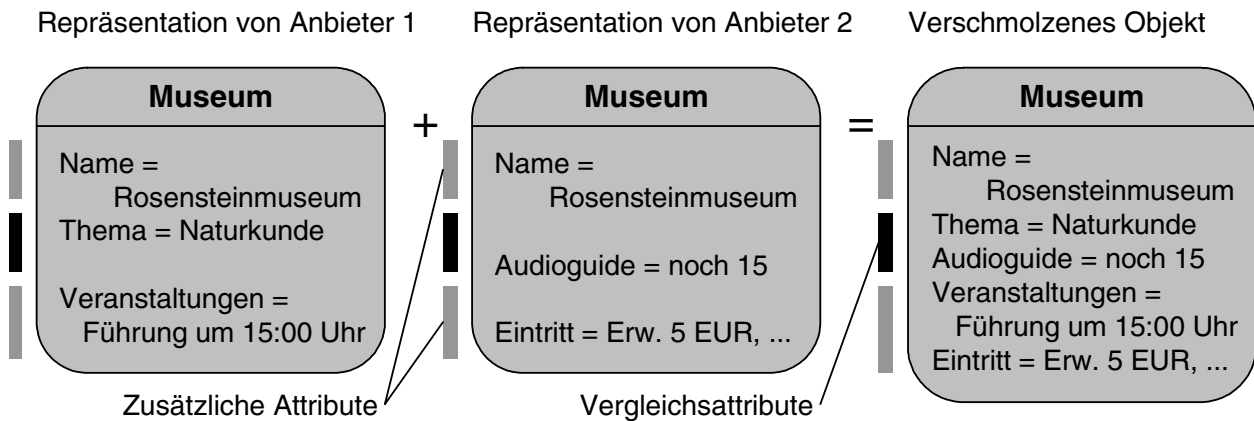 Repräsentation von Anbieter 1
Repräsentation von Anbieter 2
Verschmolzenes Objekt
Museum
Name =
Rosensteinmuseum
Thema = Naturkunde
Veranstaltungen =
Führung um 15:00 Uhr
+
Museum
Name =
Rosensteinmuseum
Audioguide = noch 15
Eintritt = Erw. 5 EUR, ...
=
Museum
Name =
Rosensteinmuseum
Thema = Naturkunde
Audioguide = noch 15
Veranstaltungen =
Führung um 15:00 Uhr
Eintritt = Erw. 5 EUR, ...
Zusätzliche Attribute
Vergleichsattribute